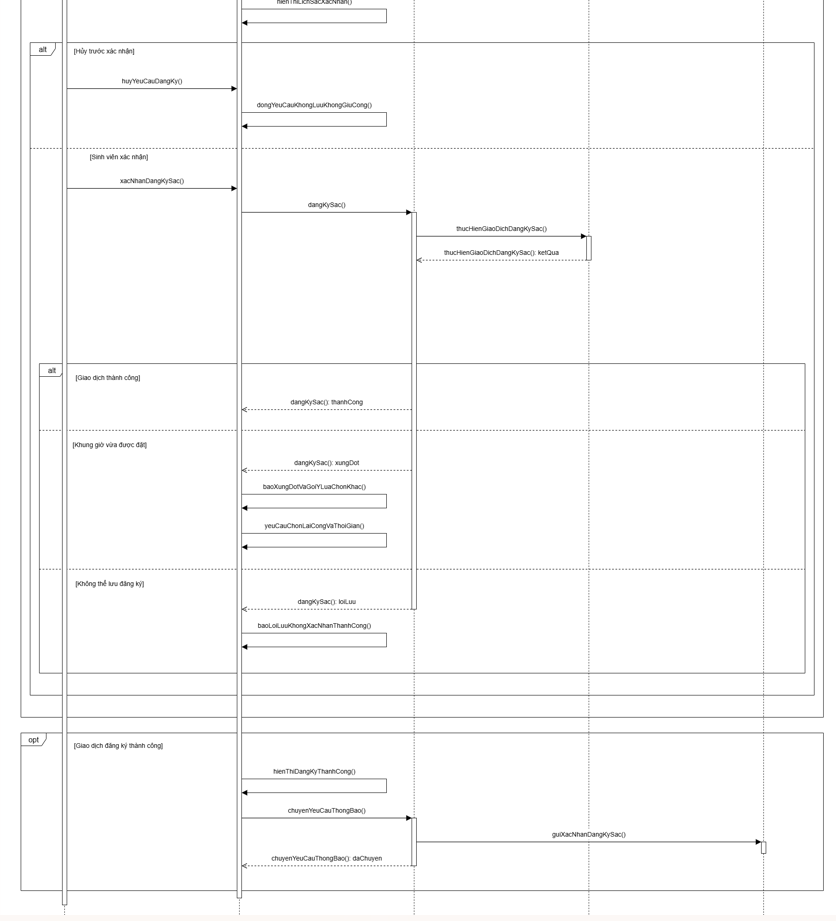 hienThiLichSacXacNhan()
alt
[Hủy trước xác nhận]
huyYeuCauDangKy()
dongYeuCauKhongLuuKhongGiuCong()
[Sinh viên xác nhận]
xacNhanDangKySac()
dangKySac()
thucHienGiaoDichDangKySac()
thucHienGiaoDichDangKySac(): ketQua
alt
[Giao dịch thành công]
dangKySac(): thanhCong
[Khung giờ vừa được đặt]
dangKySac(): xungDot
baoXungDotVaGoiYLuaChonKhac()
yeuCauChonLaiCongVaThoiGian()
[Không thể lưu đăng ký]
dangKySac(): loiLuu
baoLoiLuuKhongXacNhanThanhCong()
opt
[Giao dịch đăng ký thành công]
hienThiDangKyThanhCong()
chuyenYeuCauThongBao()
guiXacNhanDangKySac()
chuyenYeuCauThongBao(): daChuyen